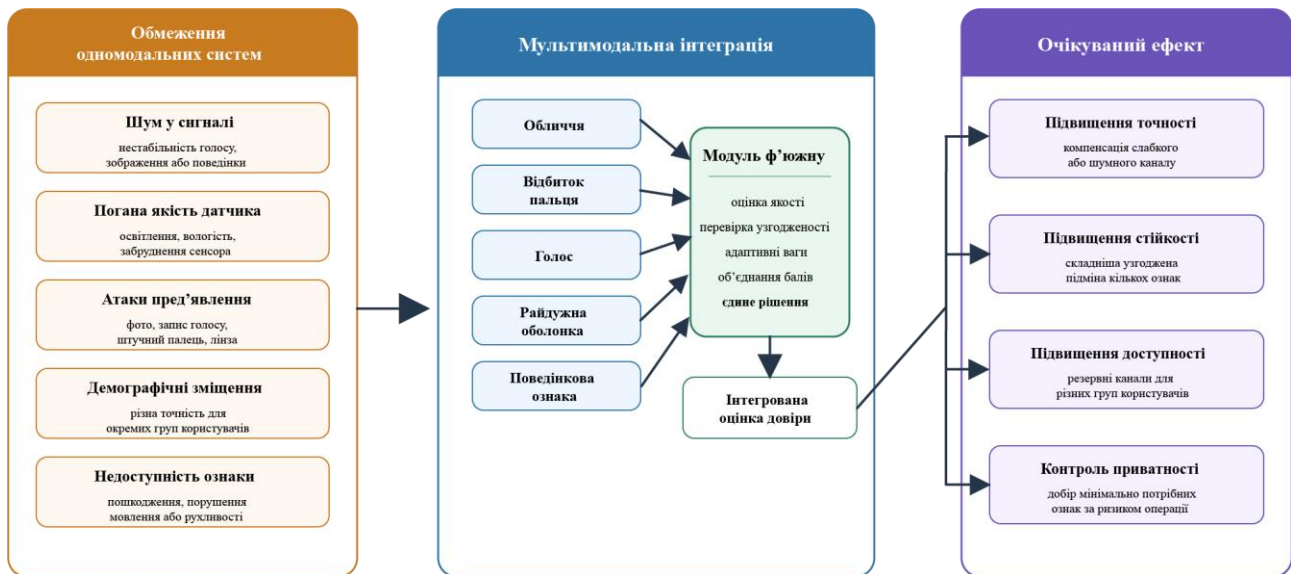 Обмеження
одномодальних систем
Шум у сигналі
нестабільність голосу,
зображення або поведінки
Погана якість датчика
освітлення, вологість,
забруднення сенсора
Атаки пред’явлення
фото, запис голосу,
штучний палець, лінза
Демографічні зміщення
різна точність для
окремих груп користувачів
Недоступність ознаки
пошкодження, порушення
мовлення або рухливості
Мультимодальна інтеграція
Обличчя
Відбиток
пальця
Голос
Райдужна
оболонка
Поведінкова
ознака
Модуль ф’южну
оцінка якості
перевірка узгодженості
адаптивні ваги
об’єднання балів
єдине рішення
Інтегрована
оцінка довіри
Очікуваний ефект
Підвищення точності
компенсація слабкого
або шумного каналу
Підвищення стійкості
складніша узгоджена
підміна кількох ознак
Підвищення доступності
резервні канали для
різних груп користувачів
Контроль приватності
добір мінімально потрібних
ознак за ризиком операції